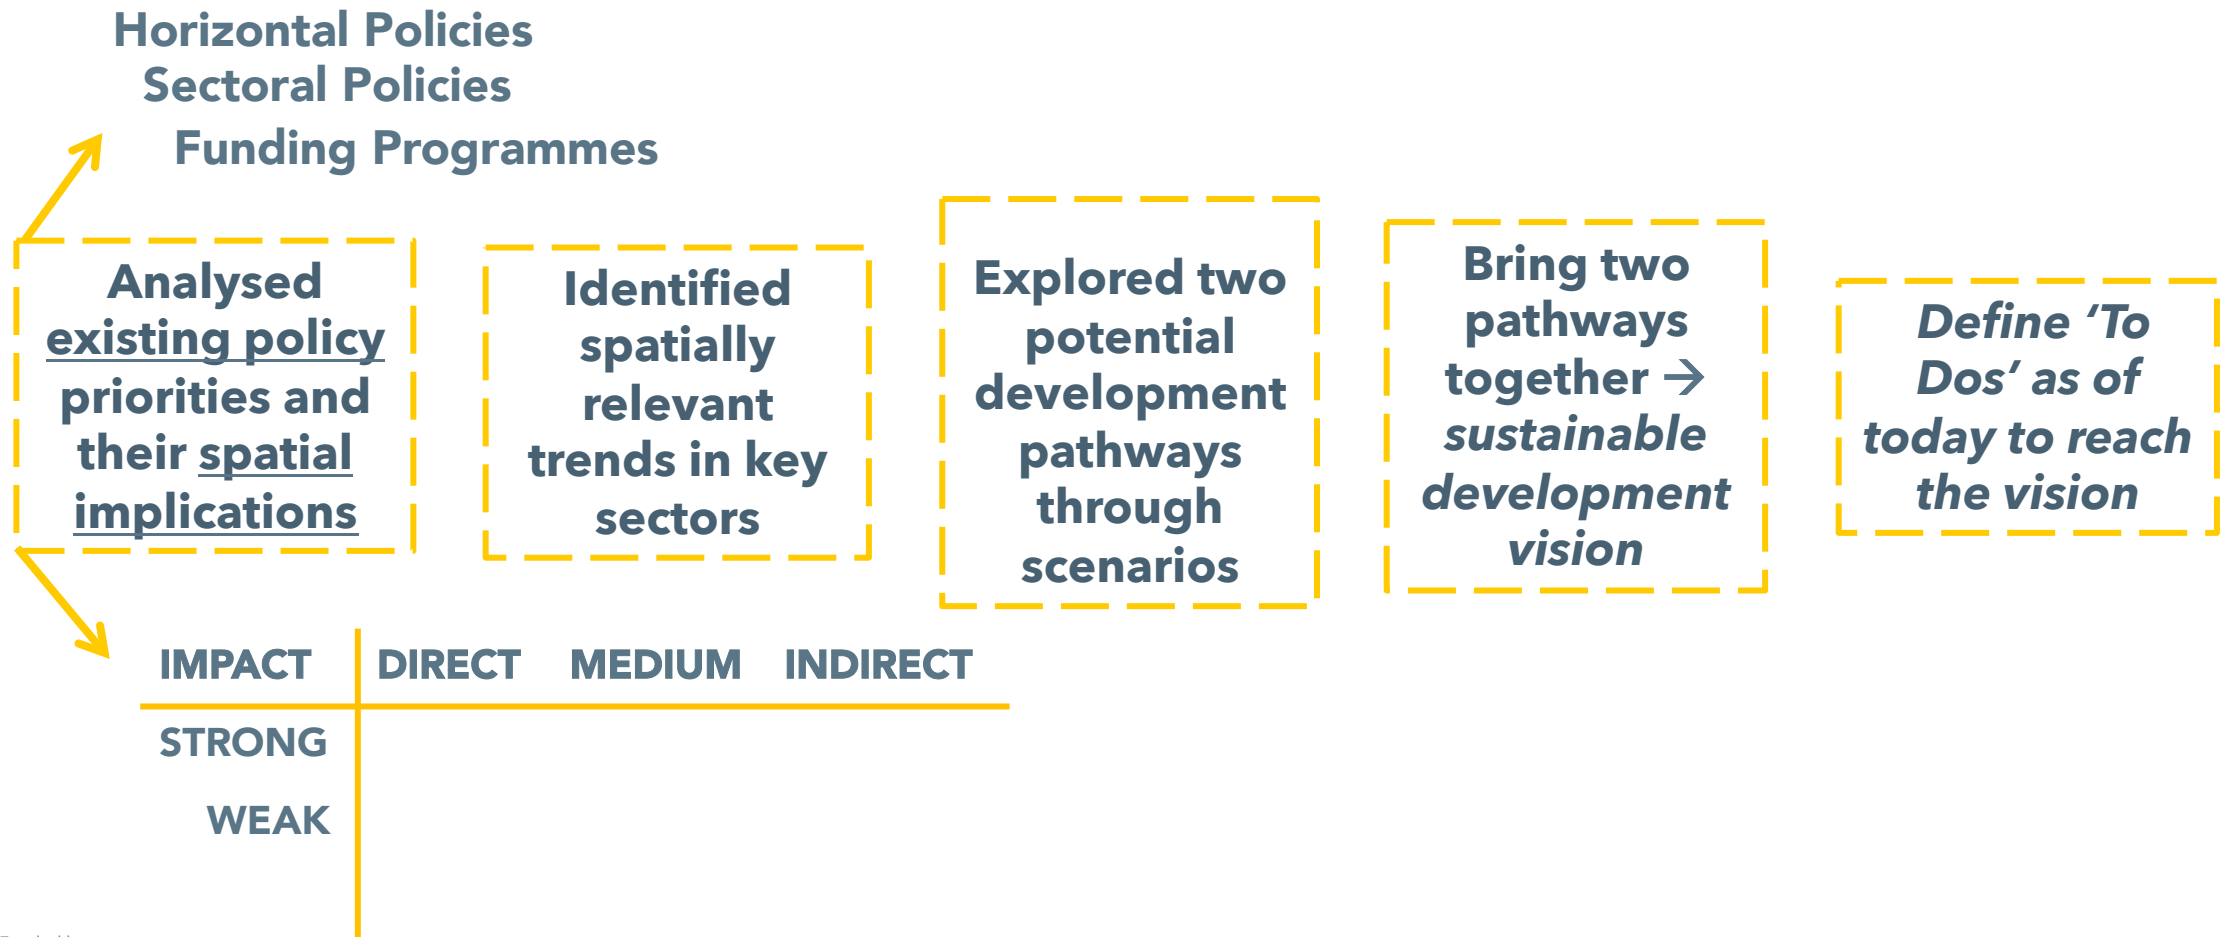 Horizontal Policies
Sectoral Policies
Funding Programmes
Analysed
existing policy
priorities and
their spatial
implications
Identified
spatially
relevant
trends in key
sectors
Explored two
potential
development
pathways
through
scenarios
Bring two
pathways
together →
sustainable
development
vision
Define ‘To
Dos’ as of
today to reach
the vision
IMPACT DIRECT MEDIUM INDIRECT
STRONG
WEAK